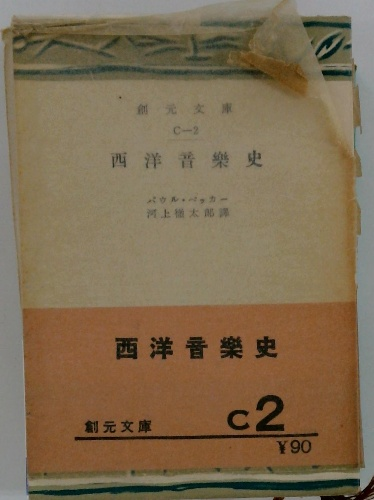 創元文庫
C—2
西洋音樂史
パウル・ベッカー
河上徹太郎譯
西洋音樂史
創元文庫 C2
¥90